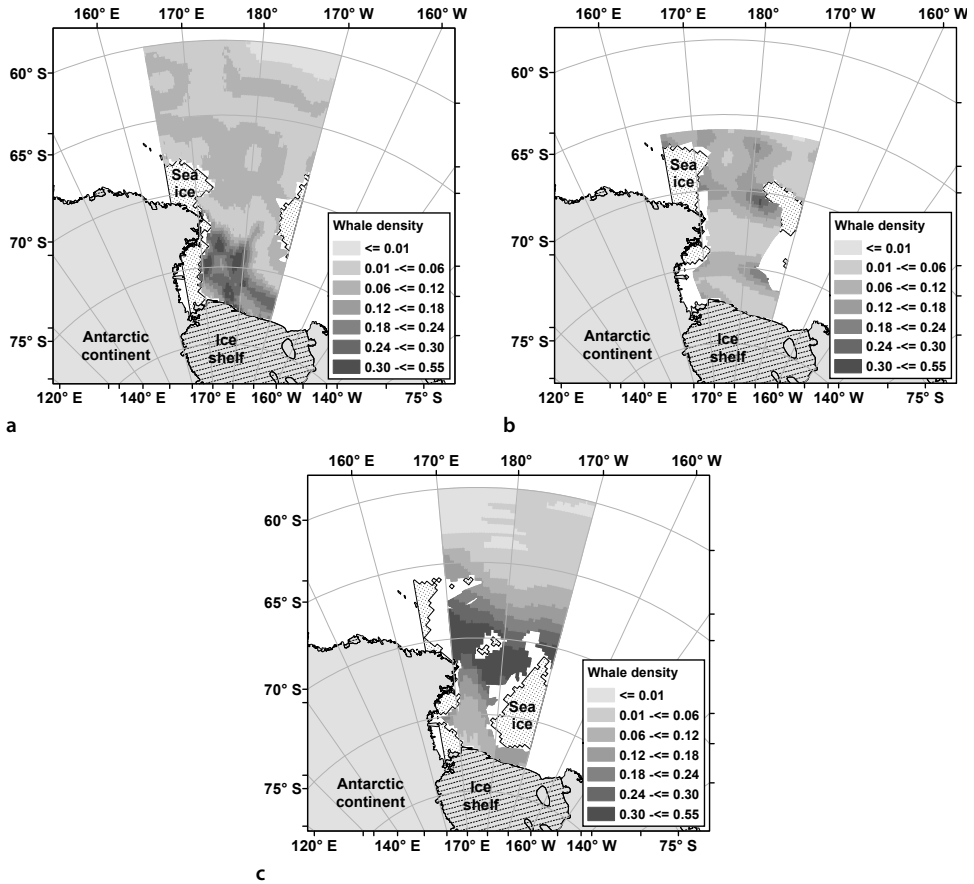 160° E 170° E 180° 170° W 160° W
60° S
65° S
70° S
75° S
Sea
ice
Antarctic
continent
Ice
shelf
Whale density
<= 0.01
0.01 -<= 0.06
0.06 -<= 0.12
0.12 -<= 0.18
0.18 -<= 0.24
0.24 -<= 0.30
0.30 -<= 0.55
120° E 130° E 140° E 170° E 160° W 140° W 75° S
a
160° E 170° E 180° 170° W 160° W
60° S
65° S
70° S
75° S
Sea
ice
Antarctic
continent
Ice
shelf
Whale density
<= 0.01
0.01 -<= 0.06
0.06 -<= 0.12
0.12 -<= 0.18
0.18 -<= 0.24
0.24 -<= 0.30
0.30 -<= 0.55
120° E 130° E 140° E 170° E 160° W 140° W 75° S
b
160° E 170° E 180° 160° W
60° S
65° S
70° S
75° S
Sea
ice
Antarctic
continent
Ice
shelf
Whale density
<= 0.01
0.01 -<= 0.06
0.06 -<= 0.12
0.12 -<= 0.18
0.18 -<= 0.24
0.24 -<= 0.30
0.30 -<= 0.55
120° E 130° E 140° E 170° E 160° W 140° W 75° S
c